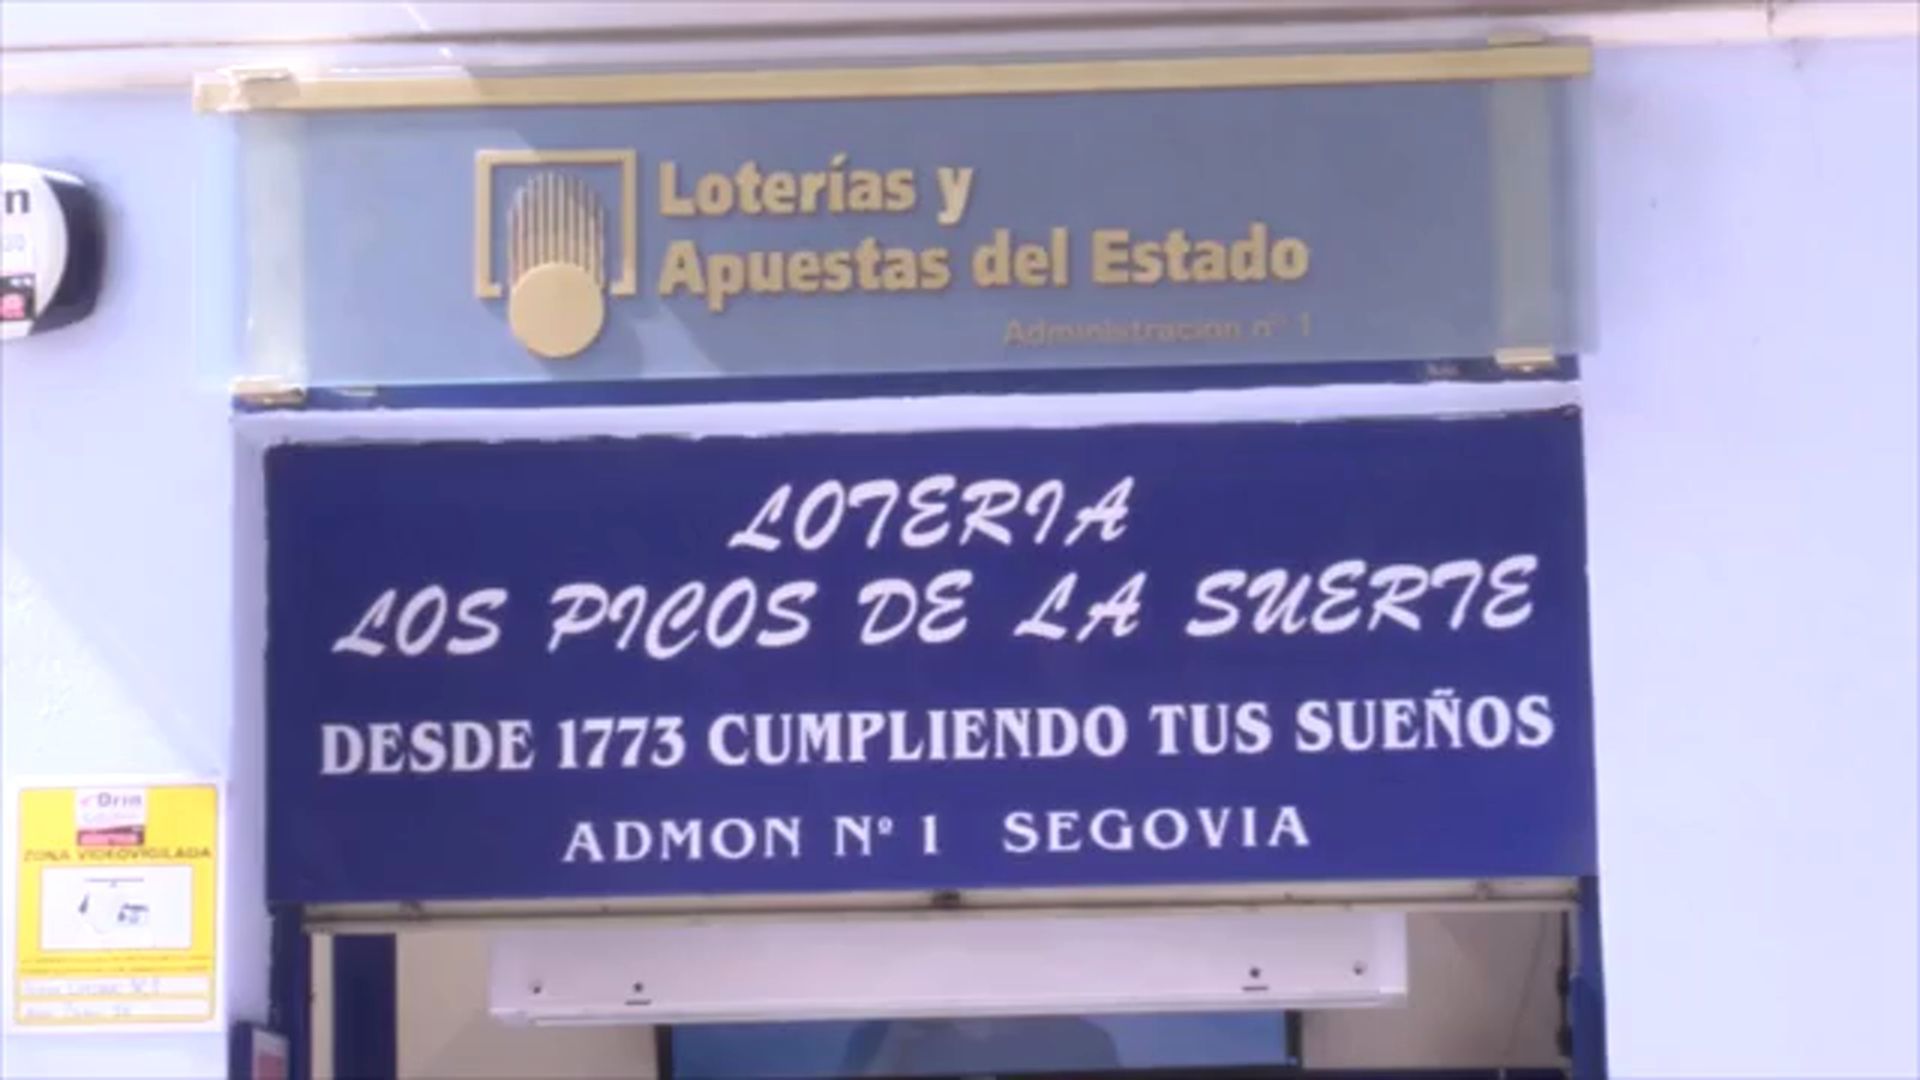 Loterías y
Apuestas del Estado
Administración nº 1
LOTERIA
LOS PICOS DE LA SUERTE
DESDE 1773 CUMPLIENDO TUS SUEÑOS
ADMON Nº 1 SEGOVIA
n
Drin
ZONA VIDEOVIGILADA